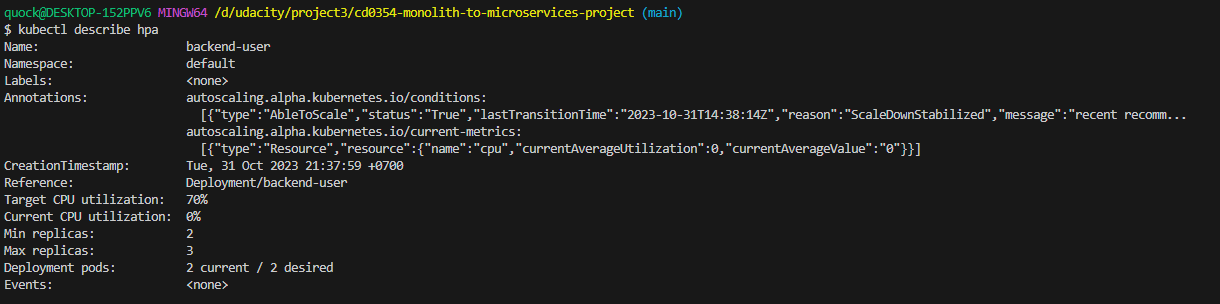 quock@DESKTOP-152PPV6 MINGW64 /d/udacity/project3/cd0354-monolith-to-microservices-project (main)
$ kubectl describe hpa
Name: backend-user
Namespace: default
Labels: <none>
Annotations: autoscaling.alpha.kubernetes.io/conditions:
[{"type":"AbleToScale","status":"True","lastTransitionTime":"2023-10-31T14:38:14Z","reason":"ScaleDownStabilized","message":"recent recomm...
autoscaling.alpha.kubernetes.io/current-metrics:
[{"type":"Resource","resource":{"name":"cpu","currentAverageUtilization":0,"currentAverageValue":"0"}}]
CreationTimestamp: Tue, 31 Oct 2023 21:37:59 +0700
Reference: Deployment/backend-user
Target CPU utilization: 70%
Current CPU utilization: 0%
Min replicas: 2
Max replicas: 3
Deployment pods: 2 current / 2 desired
Events: <none>